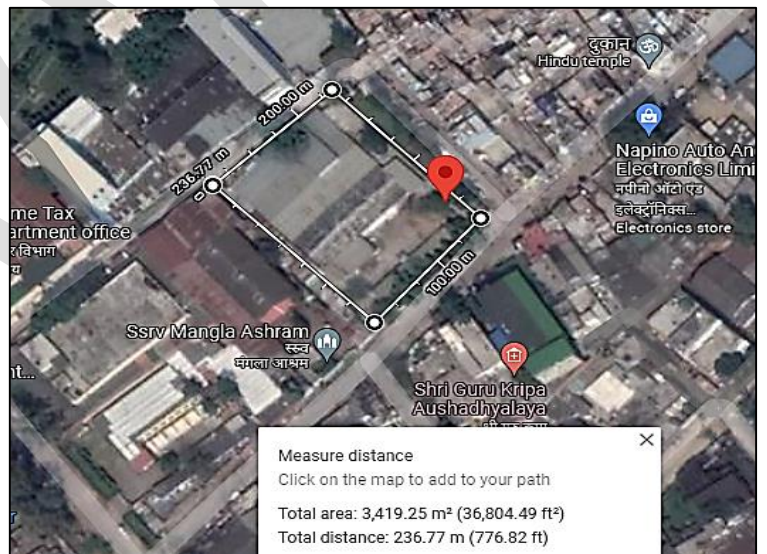 दुकान
Hindu temple
200.00 m
Napino Auto An
Electronics Limi
नपीनो ऑटो एंड
इलेक्ट्रॉनिक्स...
Electronics store
236.77 m
0
me Tax
artment office
र विभाग
य
100.00 m
Ssrv Mangla Ashram
स्स्र्व
मंगला आश्रम
nt...
Shri Guru Kripa
Aushadhyalaya
Measure distance
Click on the map to add to your path
Total area: 3,419.25 m² (36,804.49 ft²)
Total distance: 236.77 m (776.82 ft)